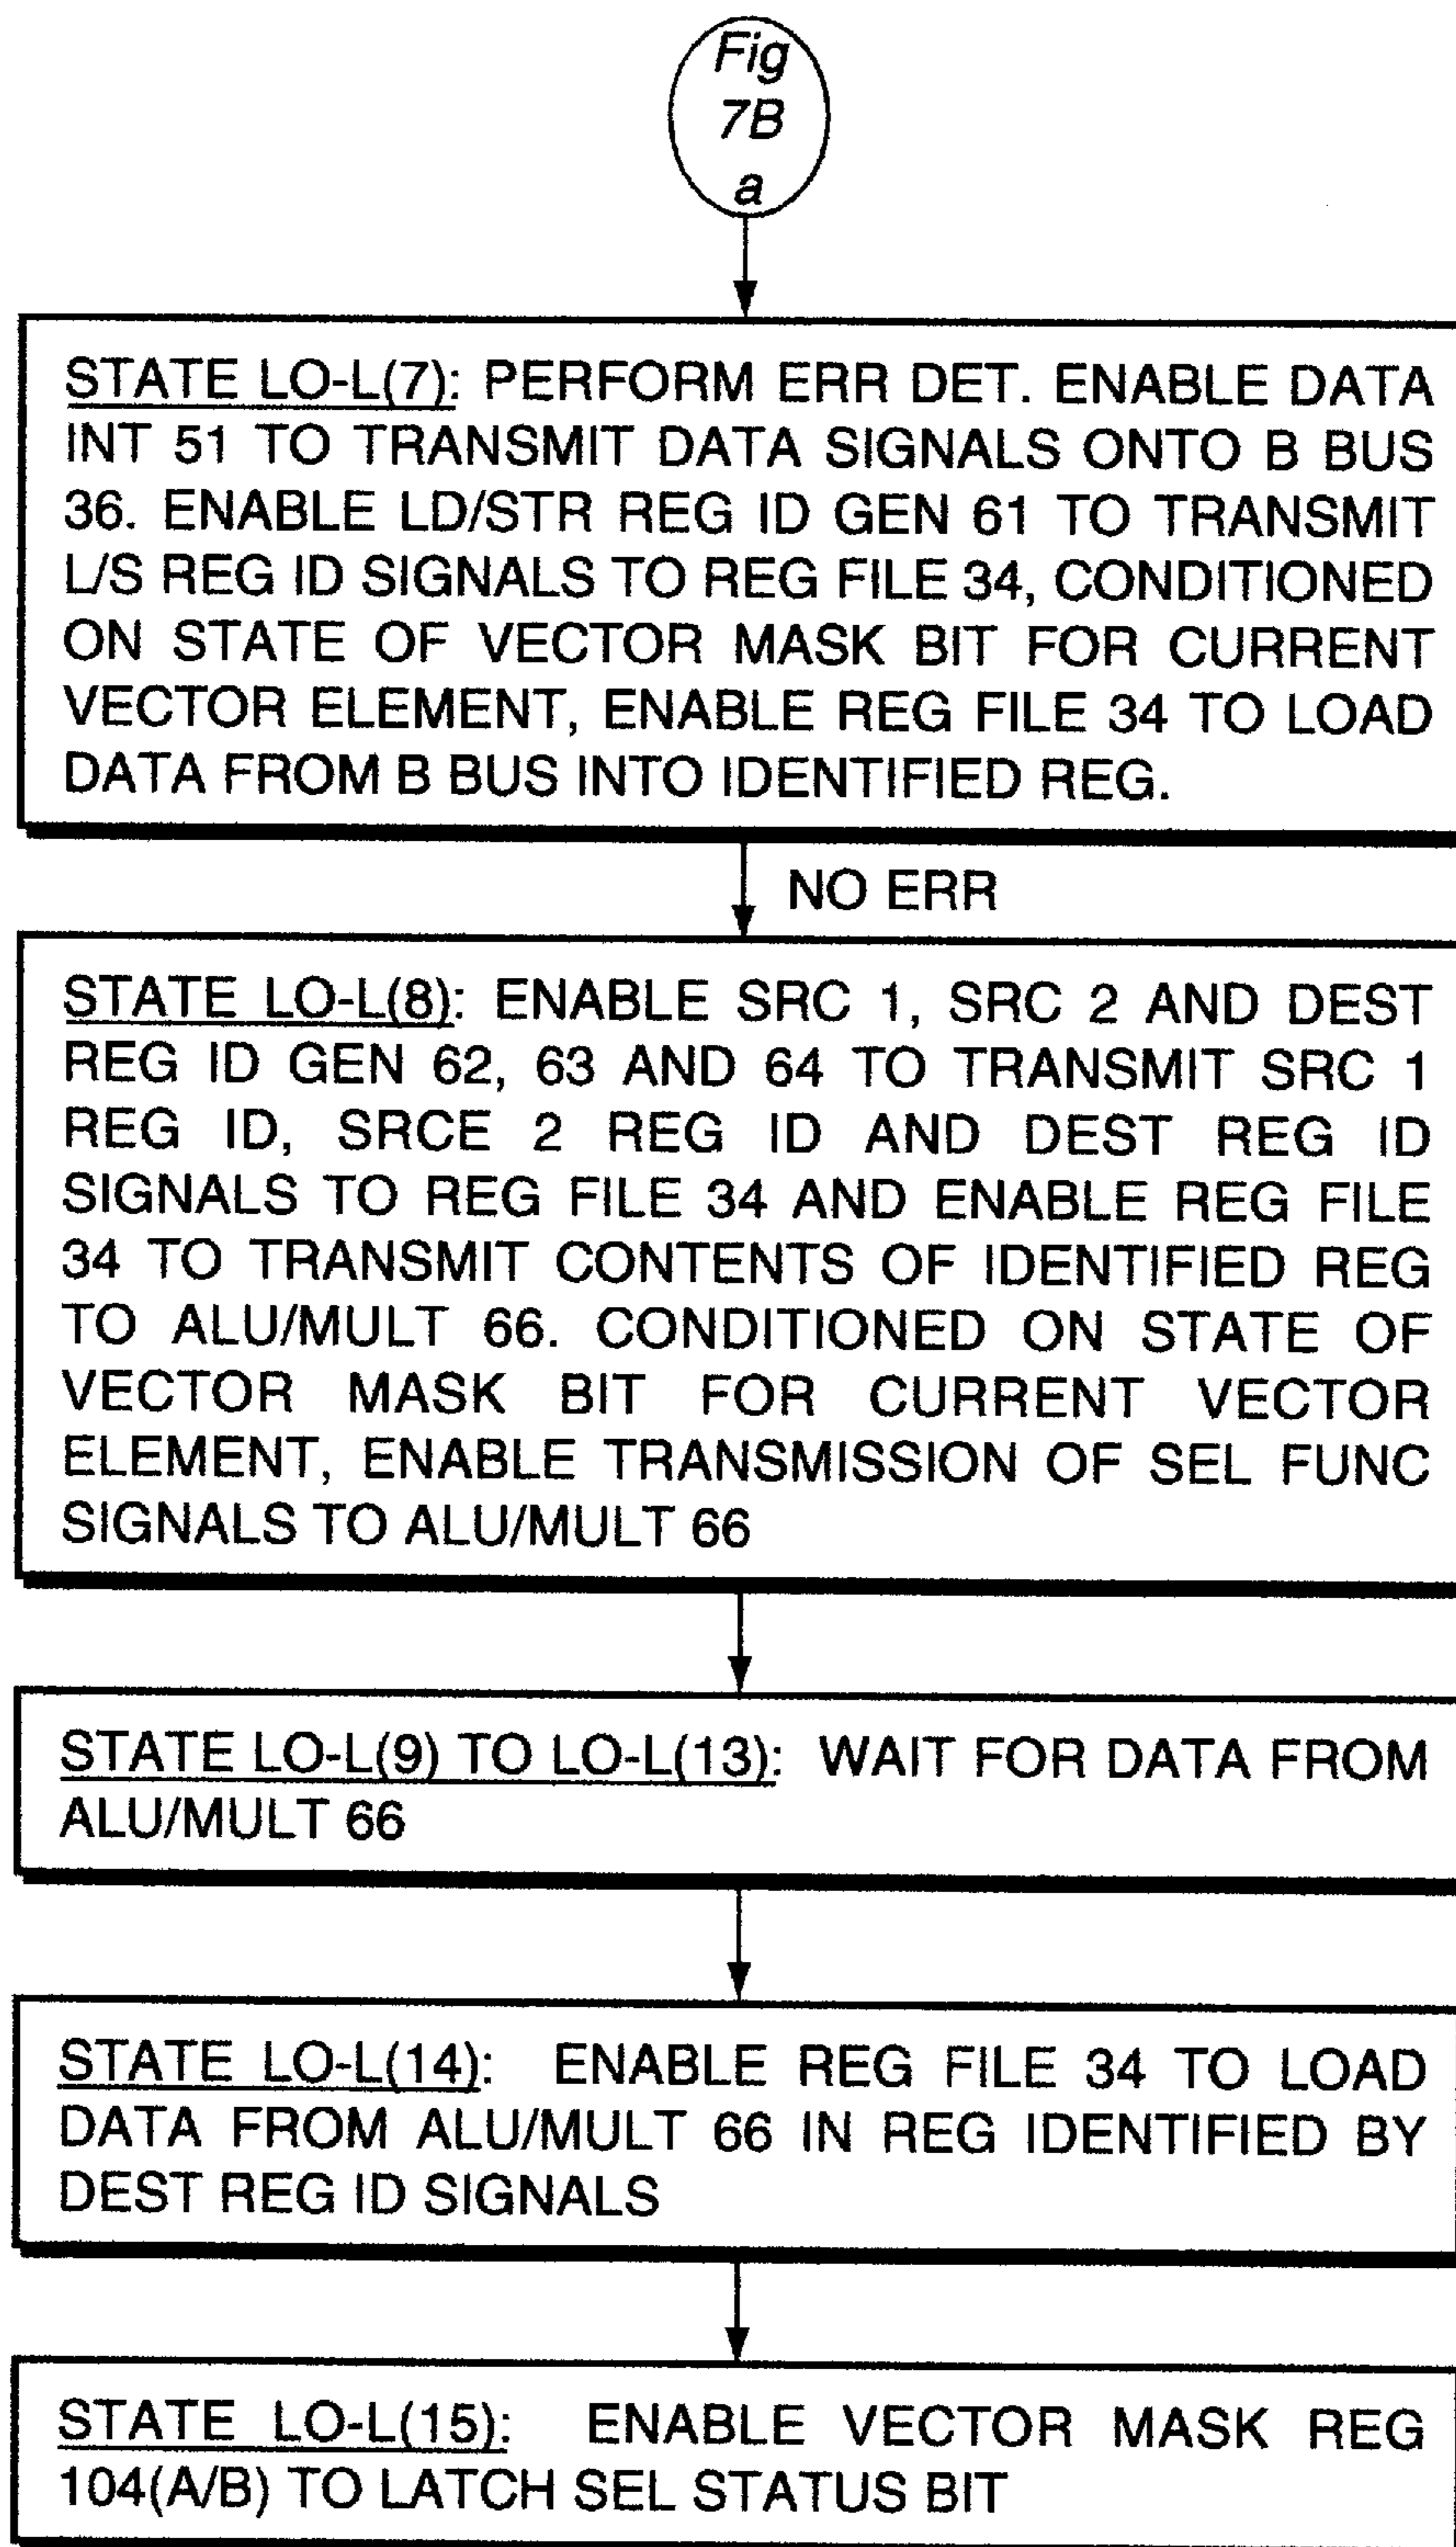 Fig
7B
a
STATE LO-L(7): PERFORM ERR DET. ENABLE DATA
INT 51 TO TRANSMIT DATA SIGNALS ONTO B BUS
36. ENABLE LD/STR REG ID GEN 61 TO TRANSMIT
L/S REG ID SIGNALS TO REG FILE 34, CONDITIONED
ON STATE OF VECTOR MASK BIT FOR CURRENT
VECTOR ELEMENT, ENABLE REG FILE 34 TO LOAD
DATA FROM B BUS INTO IDENTIFIED REG.
NO ERR
STATE LO-L(8): ENABLE SRC 1, SRC 2 AND DEST
REG ID GEN 62, 63 AND 64 TO TRANSMIT SRC 1
REG ID, SRCE 2 REG ID AND DEST REG ID
SIGNALS TO REG FILE 34 AND ENABLE REG FILE
34 TO TRANSMIT CONTENTS OF IDENTIFIED REG
TO ALU/MULT 66. CONDITIONED ON STATE OF
VECTOR MASK BIT FOR CURRENT VECTOR
ELEMENT, ENABLE TRANSMISSION OF SEL FUNC
SIGNALS TO ALU/MULT 66
STATE LO-L(9) TO LO-L(13): WAIT FOR DATA FROM
ALU/MULT 66
STATE LO-L(14): ENABLE REG FILE 34 TO LOAD
DATA FROM ALU/MULT 66 IN REG IDENTIFIED BY
DEST REG ID SIGNALS
STATE LO-L(15): ENABLE VECTOR MASK REG
104(A/B) TO LATCH SEL STATUS BIT